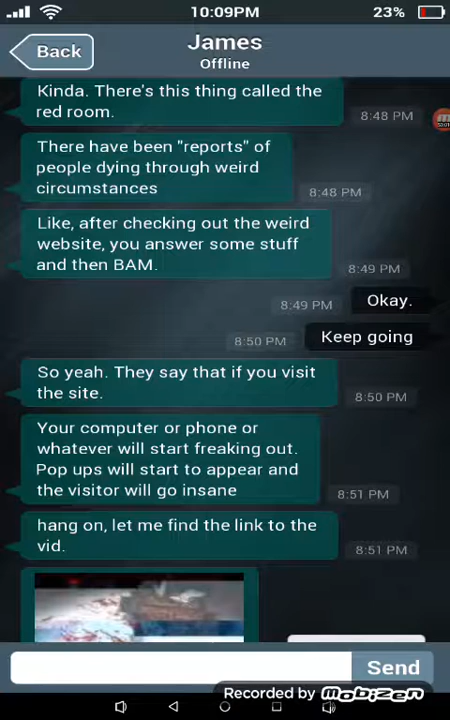 10:09PM
23%
Back
James
Offline
Kinda. There's this thing called the
red room.
8:48 PM
There have been "reports" of
people dying through weird
circumstances
8:48 PM
Like, after checking out the weird
website, you answer some stuff
and then BAM.
8:49 PM
8:49 PM
Okay.
8:50 PM
Keep going
So yeah. They say that if you visit
the site.
8:50 PM
Your computer or phone or
whatever will start freaking out.
Pop ups will start to appear and
the visitor will go insane
8:51 PM
hang on, let me find the link to the
vid.
8:51 PM
Send
Recorded by mobizen